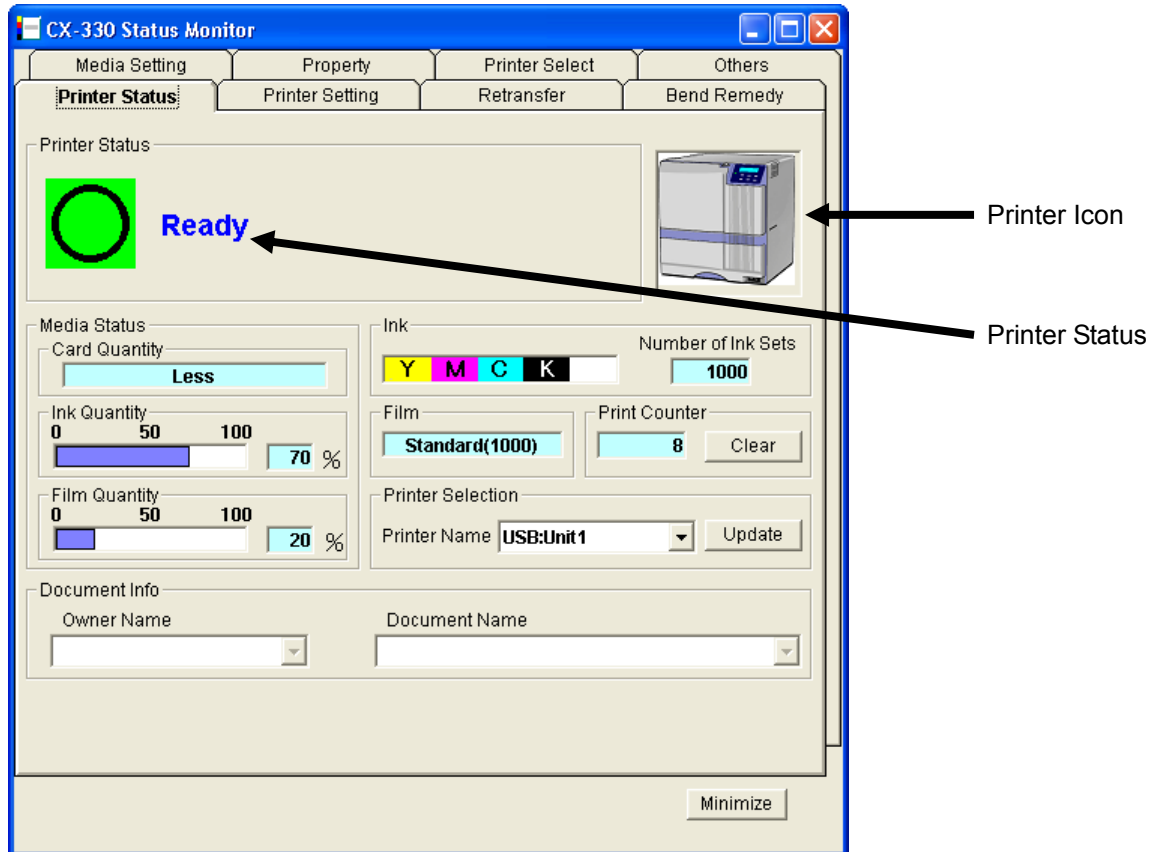 CX-330 Status Monitor
Media Setting Property Printer Select Others
Printer Status Printer Setting Retransfer Bend Remedy
Printer Status
Ready
Printer Icon
Printer Status
Media Status
Card Quantity
Less
Ink
Number of Ink Sets
Y M C K
1000
Ink Quantity
0 50 100
70 %
Film
Standard(1000)
Print Counter
8 Clear
Film Quantity
0 50 100
20 %
Printer Selection
Printer Name USB:Unit1 Update
Document Info
Owner Name Document Name
Minimize